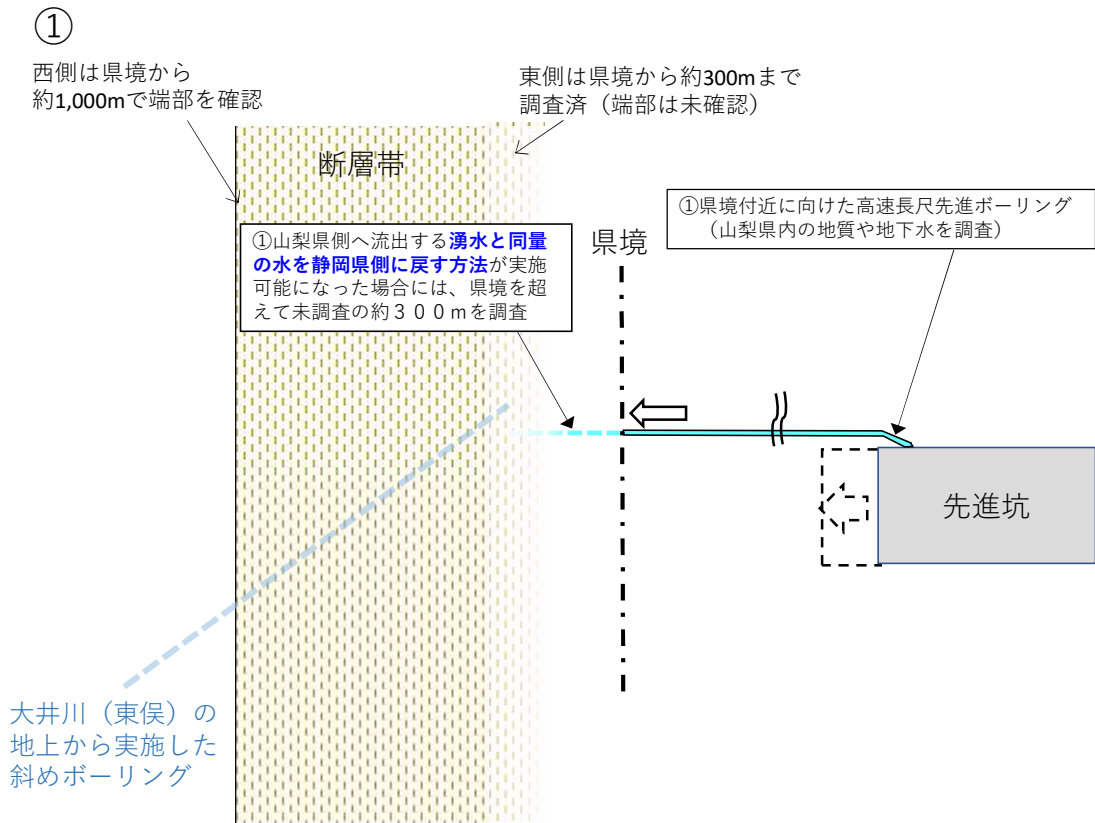 ①
西側は県境から
約1,000mで端部を確認
東側は県境から約300mまで
調査済（端部は未確認）
断層帯
①県境付近に向けた高速長尺先進ボーリング
（山梨県内の地質や地下水を調査）
①山梨県側へ流出する湧水と同量
の水を静岡県側に戻す方法が実施
可能になった場合には、県境を超
えて未調査の約３００ｍを調査
県境
先進坑
大井川（東俣）の
地上から実施した
斜めボーリング